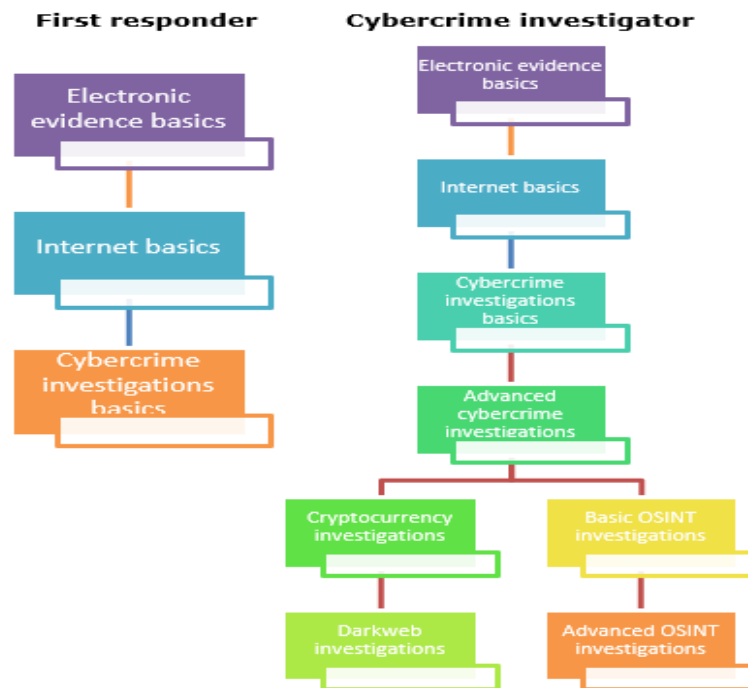 First responder
Electronic
evidence basics
Internet basics
Cybercrime
investigations
basics
Cybercrime investigator
Electronic evidence
basics
Internet basics
Cybercrime
investigations
basics
Advanced
cybercrime
investigations
Cryptocurrency
investigations
Darkweb
investigations
Basic OSINT
investigations
Advanced OSINT
investigations